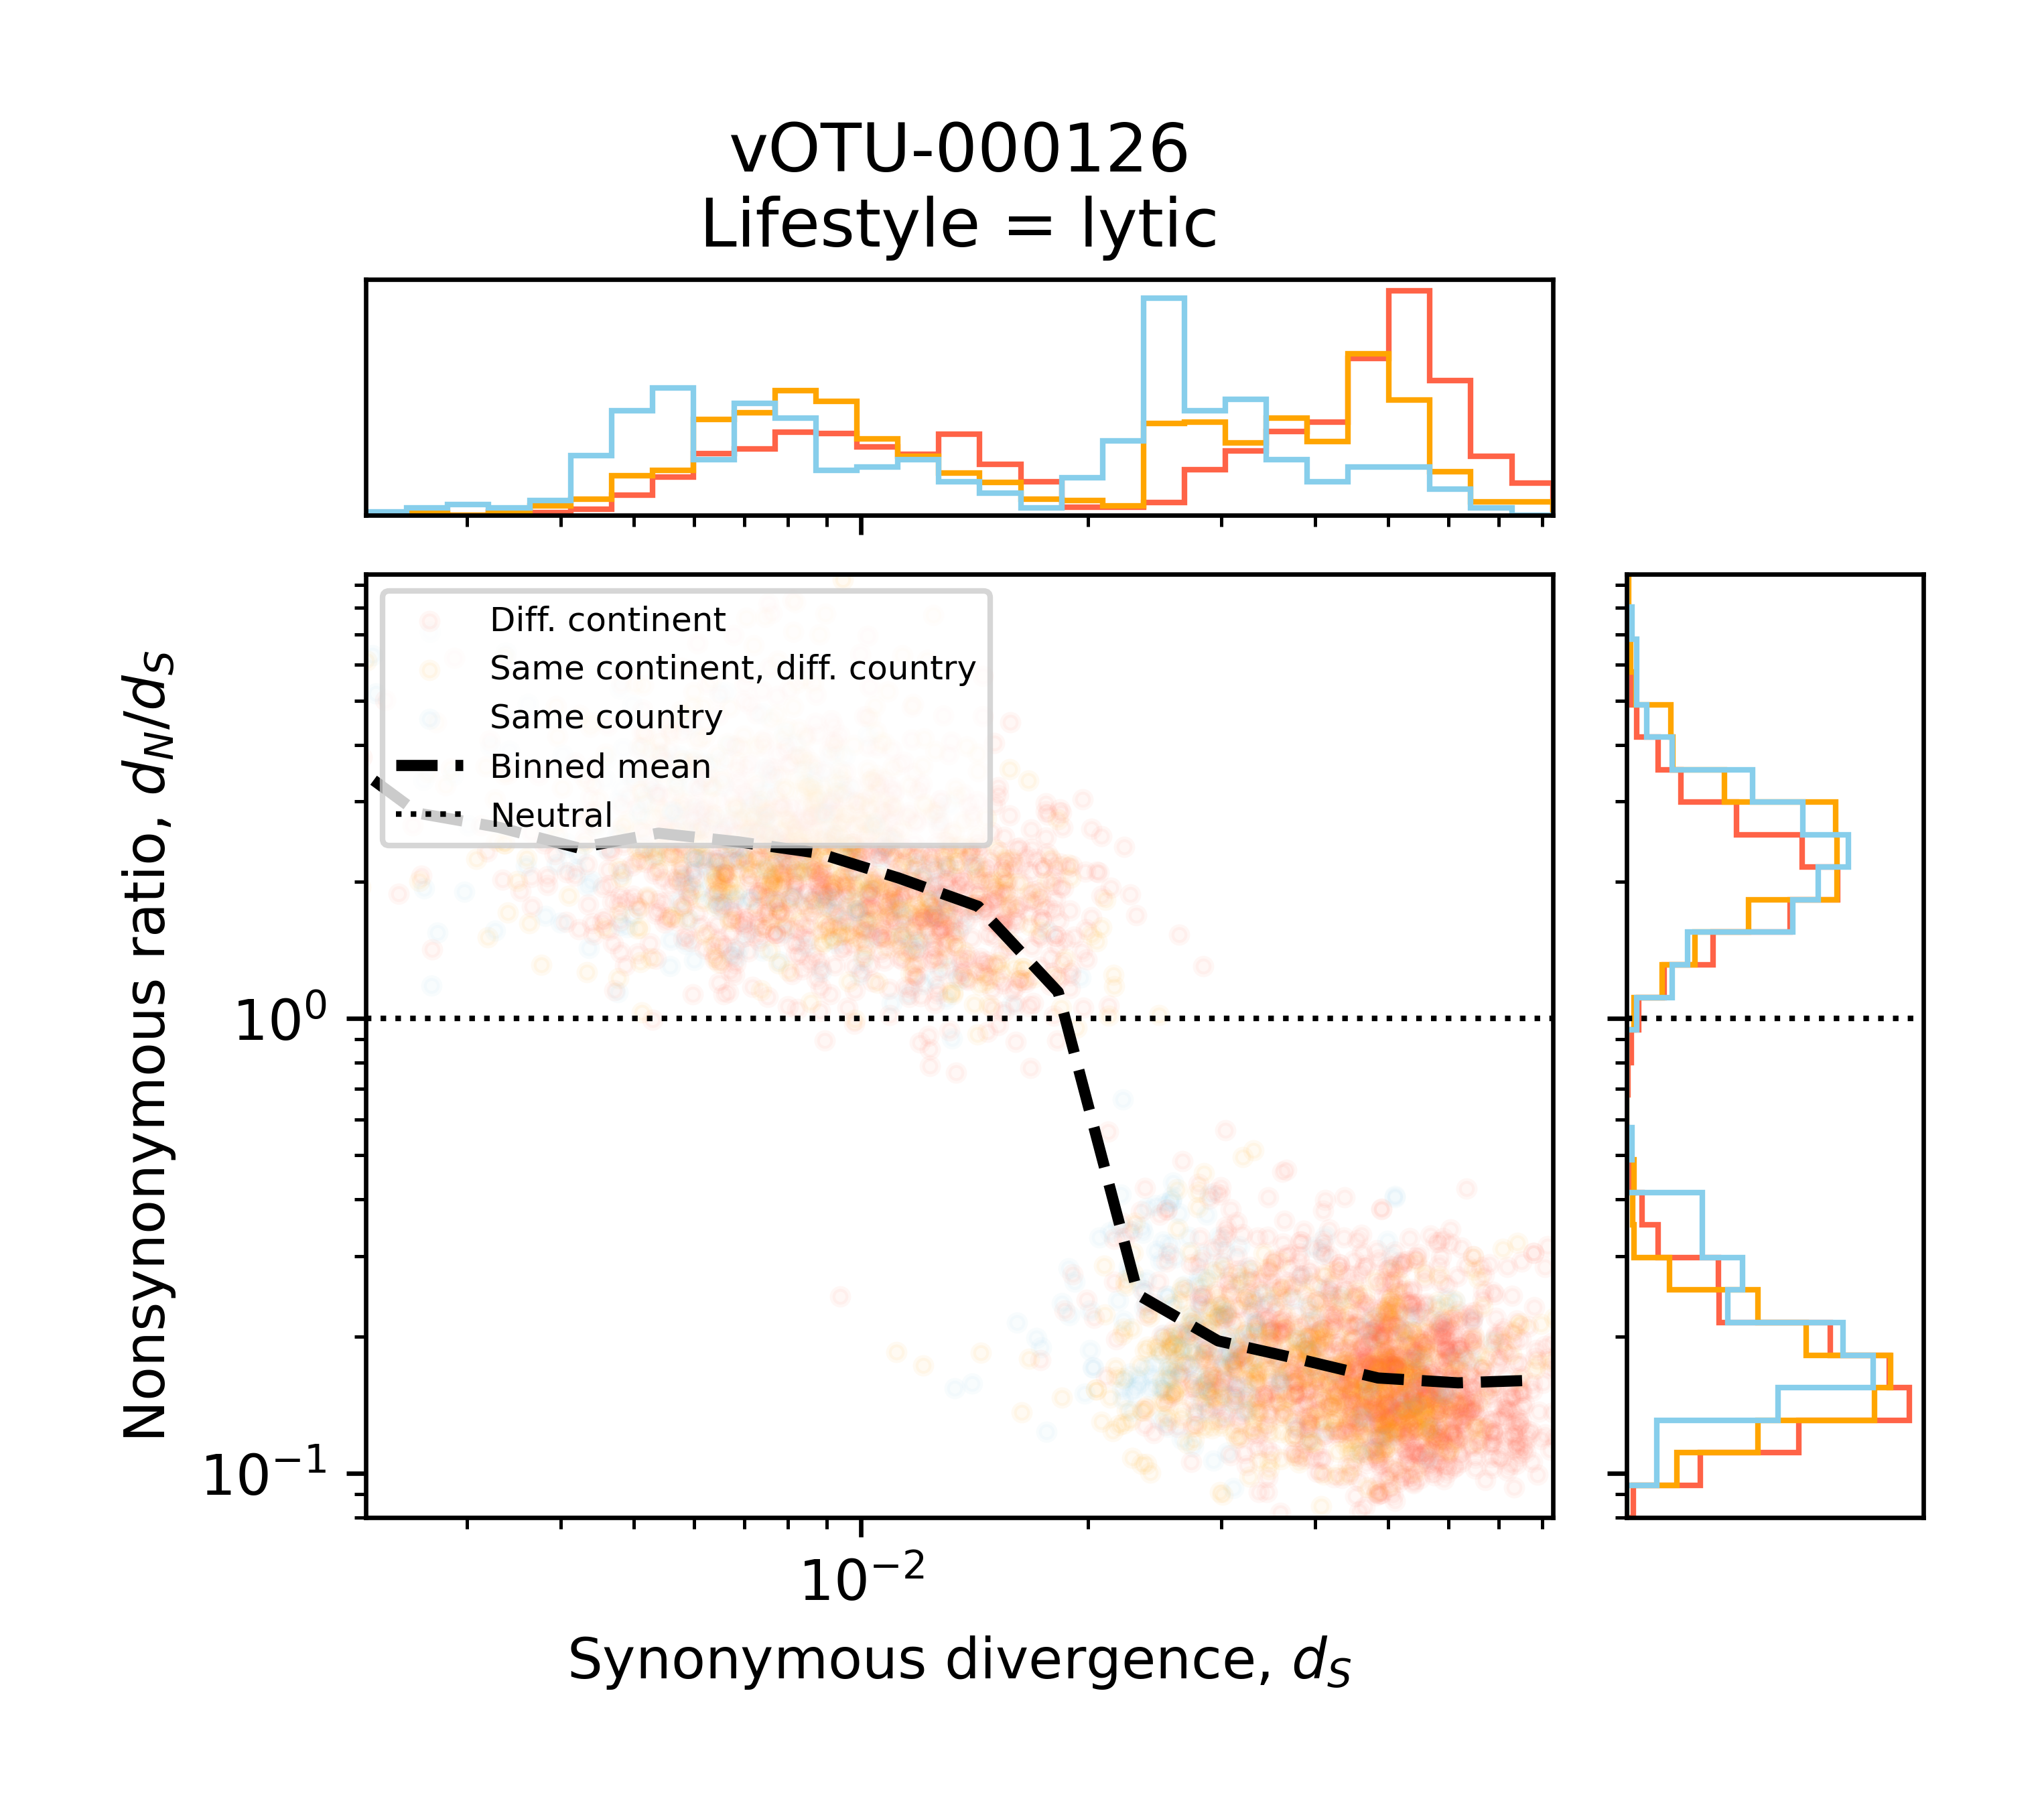 vOTU-000126
Lifestyle = lytic
Diff. continent
Same continent, diff. country
Same country
Binned mean
Neutral
Nonsynonymous ratio, d_N/d_S
10^0
10^{-1}
10^{-2}
Synonymous divergence, d_S